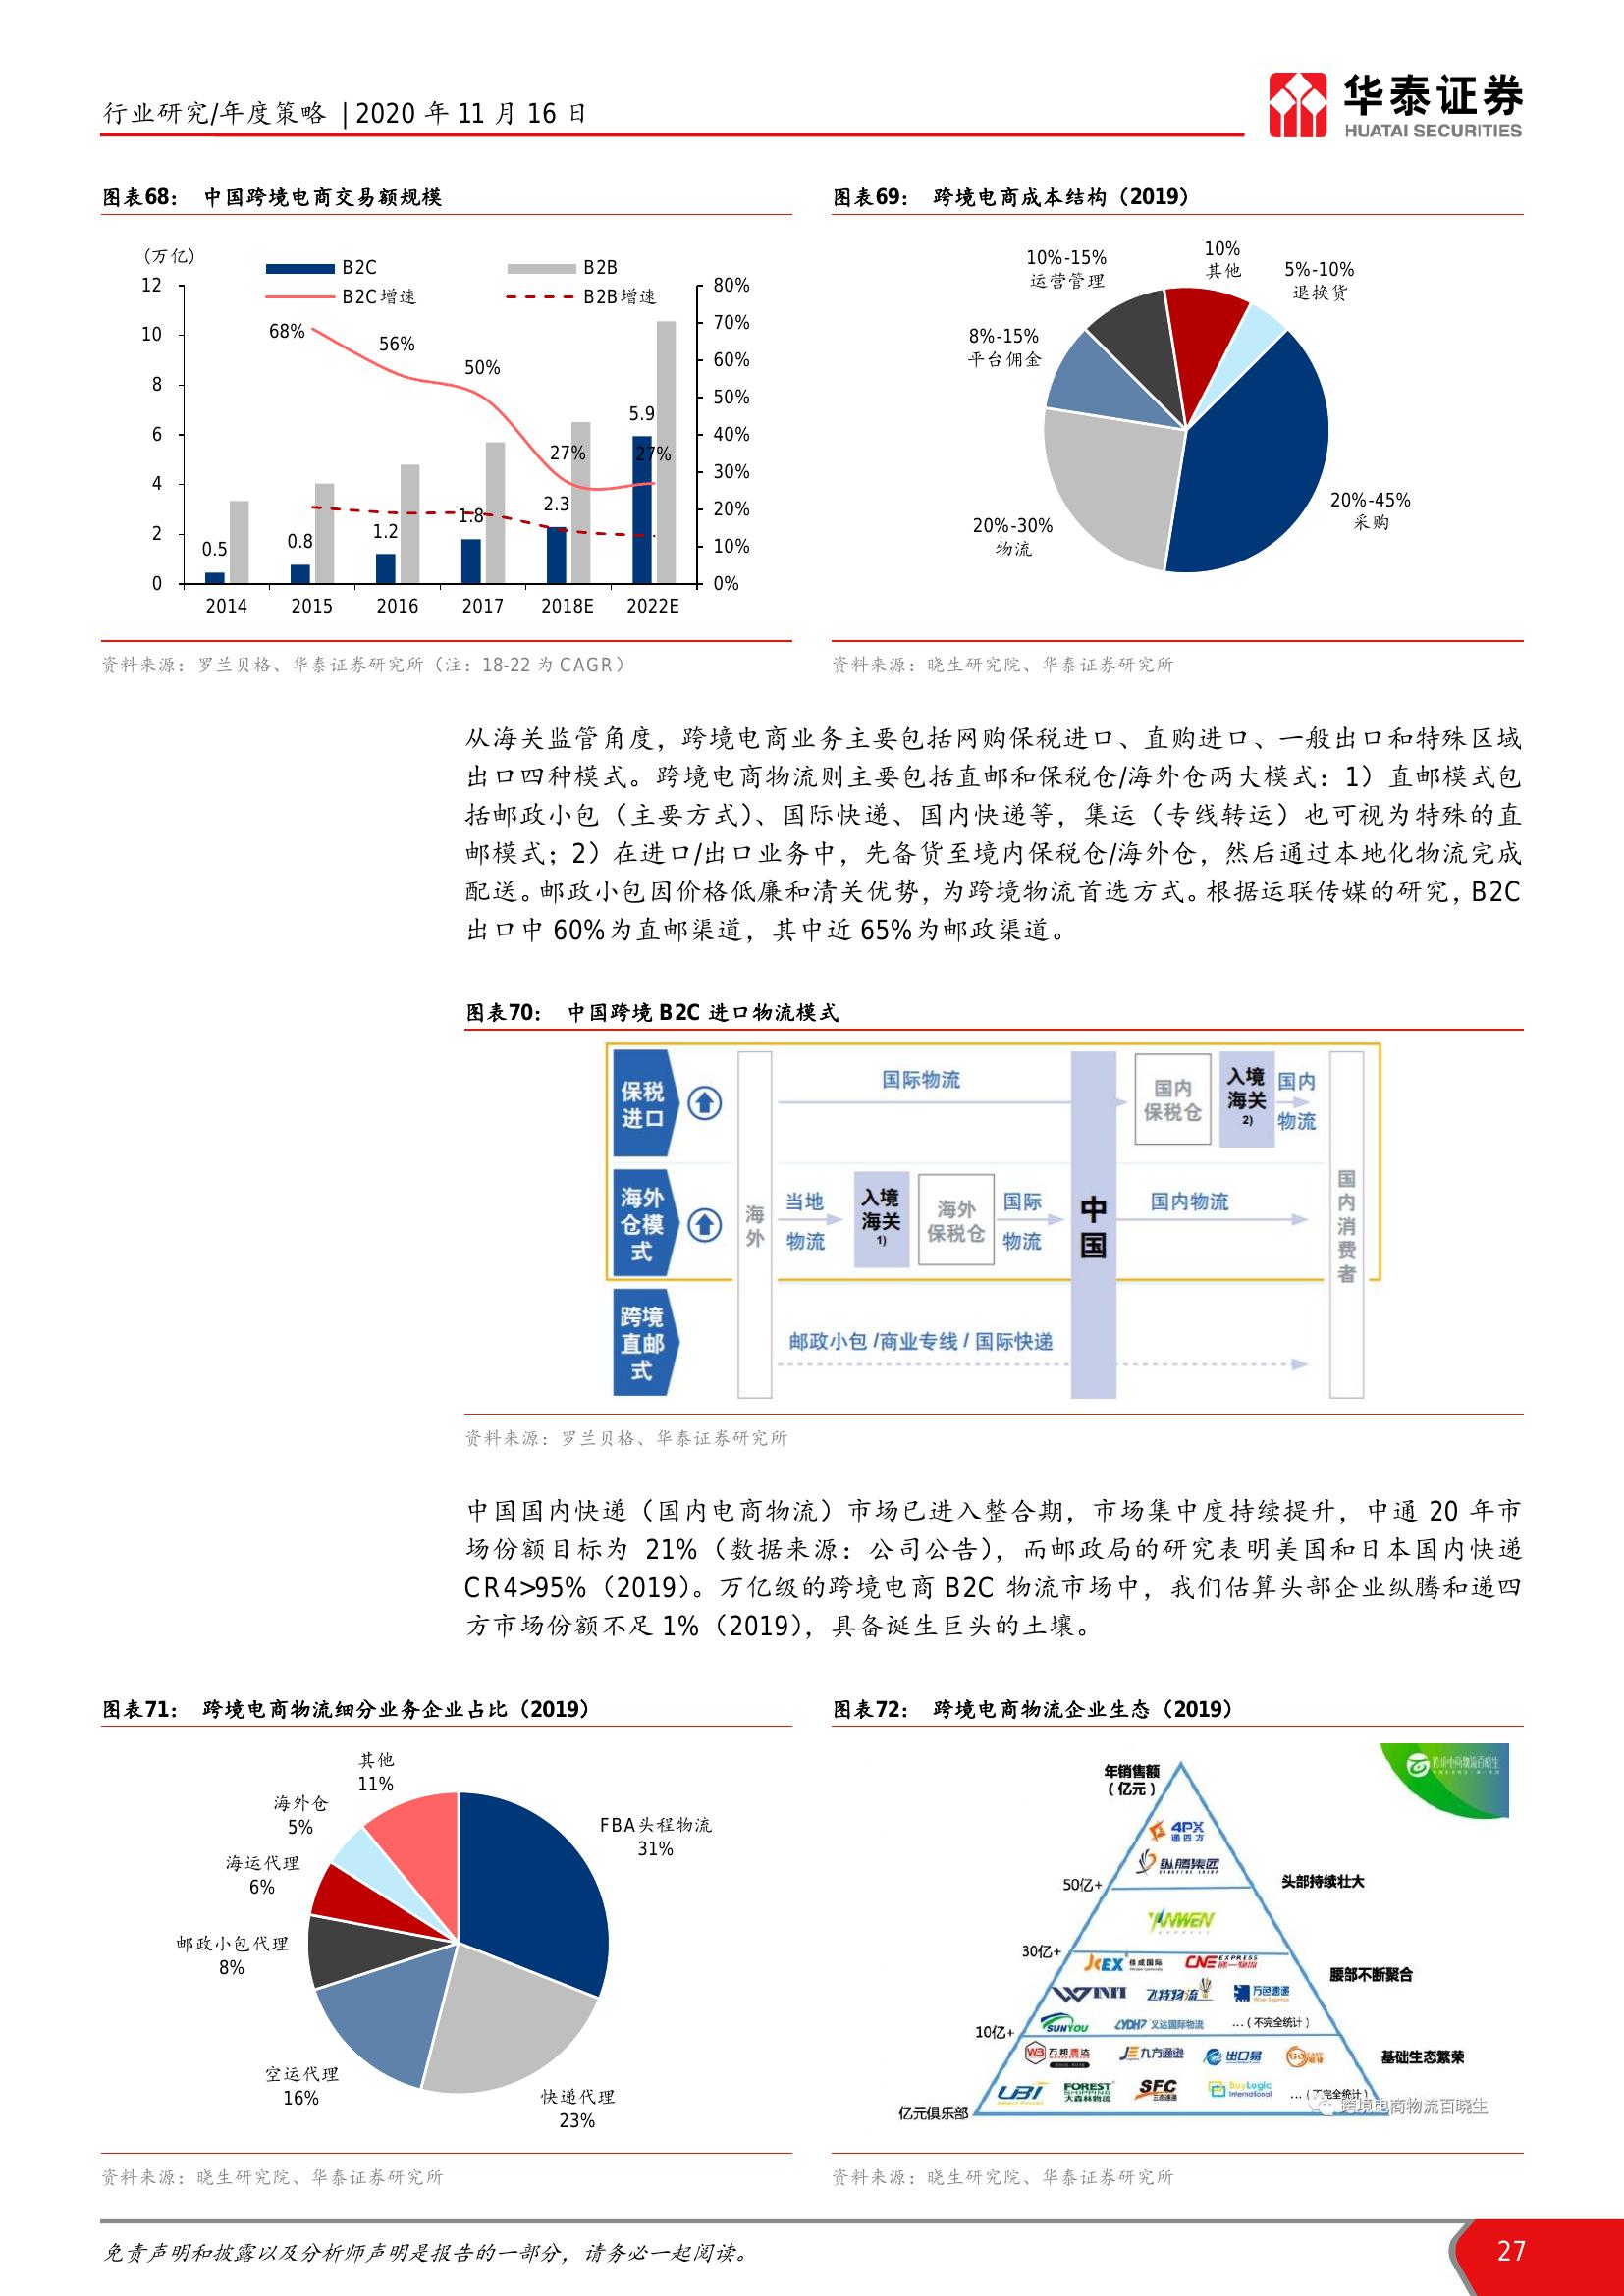 行业研究/年度策略 | 2020 年 11 月 16 日
华泰证券
HUATAI SECURITIES
图表68： 中国跨境电商交易额规模
（万亿）
B2C
B2B
B2C增速
B2B增速
12
10
8
6
4
2
0
80%
70%
60%
50%
40%
30%
20%
10%
0%
68%
56%
50%
27%
27%
0.5
0.8
1.2
1.8
2.3
5.9
2014
2015
2016
2017
2018E
2022E
资料来源：罗兰贝格、华泰证券研究所（注：18-22 为 CAGR）
图表69： 跨境电商成本结构（2019）
10%
其他
5%-10%
退换货
20%-45%
采购
20%-30%
物流
8%-15%
平台佣金
10%-15%
运营管理
资料来源：晓生研究院、华泰证券研究所
从海关监管角度，跨境电商业务主要包括网购保税进口、直购进口、一般出口和特殊区域
出口四种模式。跨境电商物流则主要包括直邮和保税仓/海外仓两大模式：1）直邮模式包
括邮政小包（主要方式）、国际快递、国内快递等，集运（专线转运）也可视为特殊的直
邮模式；2）在进口/出口业务中，先备货至境内保税仓/海外仓，然后通过本地化物流完成
配送。邮政小包因价格低廉和清关优势，为跨境物流首选方式。根据运联传媒的研究，B2C
出口中 60%为直邮渠道，其中近 65%为邮政渠道。
图表70： 中国跨境 B2C 进口物流模式
保税
进口
海外
仓模
式
跨境
直邮
式
海
外
国际物流
国内
保税仓
入境
海关
2)
国内
物流
当地
物流
入境
海关
1)
海外
保税仓
国际
物流
中
国
国内物流
邮政小包 /商业专线 / 国际快递
国
内
消
费
者
资料来源：罗兰贝格、华泰证券研究所
中国国内快递（国内电商物流）市场已进入整合期，市场集中度持续提升，中通 20 年市
场份额目标为 21%（数据来源：公司公告），而邮政局的研究表明美国和日本国内快递
CR4>95%（2019）。万亿级的跨境电商 B2C 物流市场中，我们估算头部企业纵腾和递四
方市场份额不足 1%（2019），具备诞生巨头的土壤。
图表71： 跨境电商物流细分业务企业占比（2019）
FBA头程物流
31%
快递代理
23%
空运代理
16%
邮政小包代理
8%
海运代理
6%
海外仓
5%
其他
11%
资料来源：晓生研究院、华泰证券研究所
图表72： 跨境电商物流企业生态（2019）
跨境电商物流百晓生
年销售额
（亿元）
4PX
递四方
纵腾集团
50亿+
头部持续壮大
YANWEN
EXPRESS
30亿+
JCEX 佳成国际
CNE EXPRESS
递一物流
腰部不断聚合
WINIT
飞特物流
万色速递
SUNYOU
LYDH7 义达国际物流
...（不完全统计）
10亿+
万邦速达
九方通逊
出口易
基础生态繁荣
UBI
FOREST
SHIPPING
大森林物流
SFC
三态速递
BuyLogic
International
...（不完全统计）
亿元俱乐部
跨境电商物流百晓生
资料来源：晓生研究院、华泰证券研究所
免责声明和披露以及分析师声明是报告的一部分，请务必一起阅读。
27